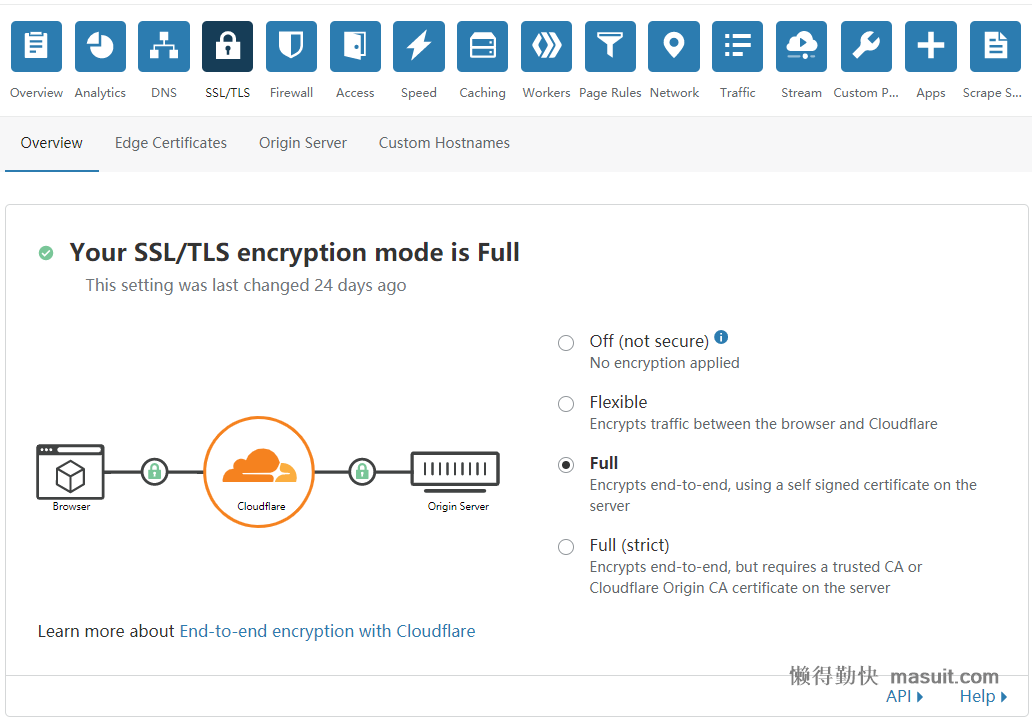 Overview Analytics DNS SSL/TLS Firewall Access Speed Caching Workers Page Rules Network Traffic Stream Custom P... Apps Scrape S...
Overview Edge Certificates Origin Server Custom Hostnames
Your SSL/TLS encryption mode is Full
This setting was last changed 24 days ago
Off (not secure)
No encryption applied
Flexible
Encrypts traffic between the browser and Cloudflare
Full
Encrypts end-to-end, using a self signed certificate on the
server
Full (strict)
Encrypts end-to-end, but requires a trusted CA or
Cloudflare Origin CA certificate on the server
Browser Cloudflare Origin Server
Learn more about End-to-end encryption with Cloudflare
懒得勤快 masuit.com
API Help